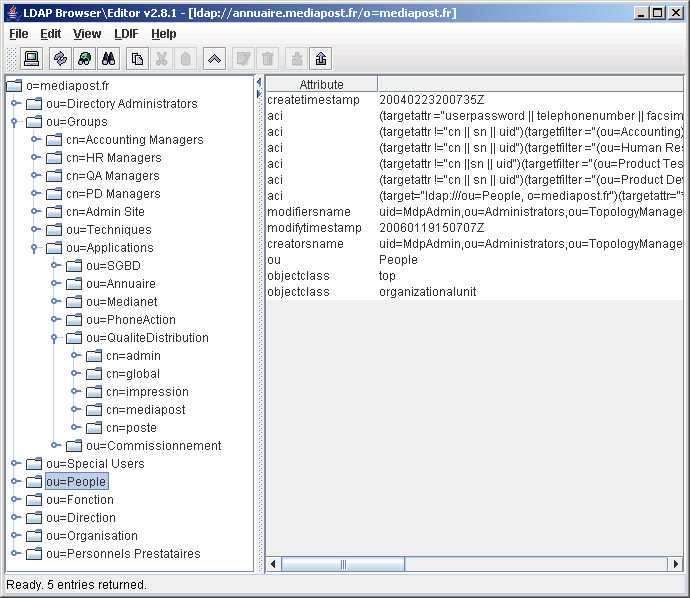 LDAP Browser\Editor v2.8.1 - [ldap://annuaire.mediapost.fr/o=mediapost.fr]
File Edit View LDIF Help
o=mediapost.fr
ou=Directory Administrators
ou=Groups
cn=Accounting Managers
cn=HR Managers
cn=QA Managers
cn=PD Managers
cn=Admin Site
ou=Techniques
ou=Applications
ou=SGBD
ou=Annuaire
ou=Medianet
ou=PhoneAction
ou=QualiteDistribution
cn=admin
cn=global
cn=impression
cn=mediapost
cn=poste
ou=Commissionnement
ou=Special Users
ou=People
ou=Fonction
ou=Direction
ou=Organisation
ou=Personnels Prestataires
Attribute
createtimestamp 20040223200735Z
aci (targetattr ="userpassword || telephonenumber || facsim
aci (targetattr !="cn || sn || uid")(targetfilter ="(ou=Accounting)
aci (targetattr !="cn || sn || uid")(targetfilter ="(ou=Human Res
aci (targetattr !="cn ||sn || uid")(targetfilter ="(ou=Product Tes
aci (targetattr !="cn || sn || uid")(targetfilter ="(ou=Product De
aci (target="ldap:///ou=People, o=mediapost.fr")(targetattr="*
modifiersname uid=MdpAdmin,ou=Administrators,ou=TopologyManage
modifytimestamp 20060119150707Z
creatorsname uid=MdpAdmin,ou=Administrators,ou=TopologyManage
ou People
objectclass top
objectclass organizationalunit
Ready. 5 entries returned.